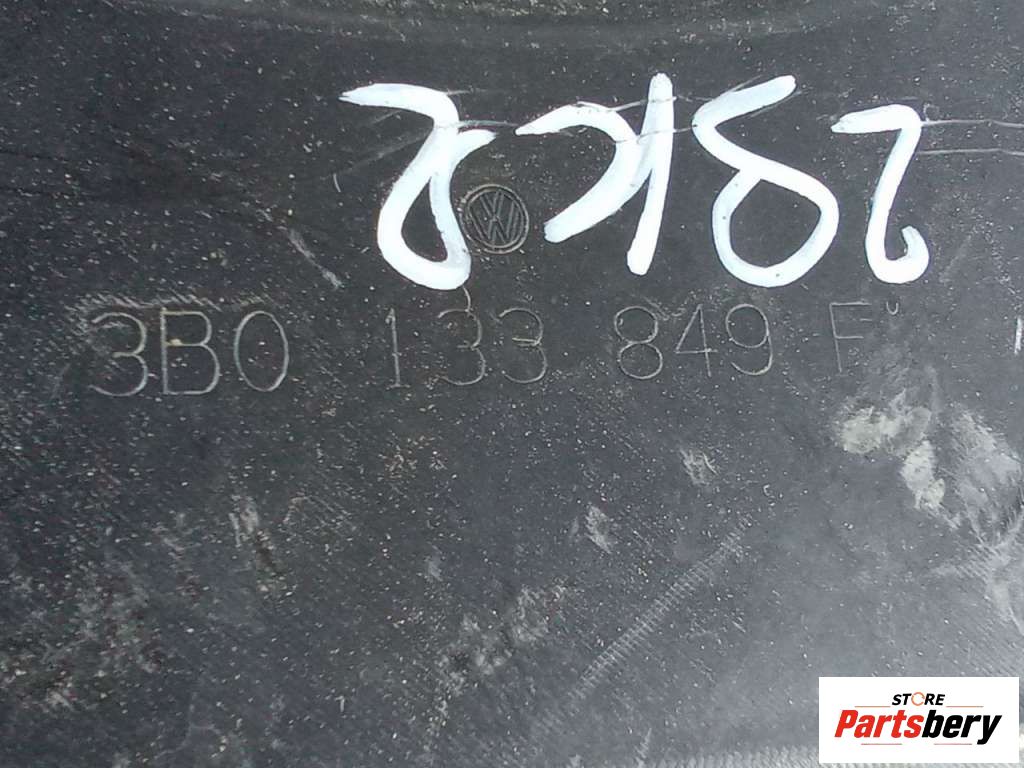 3B0 133 849 F
STORE
Partsbery